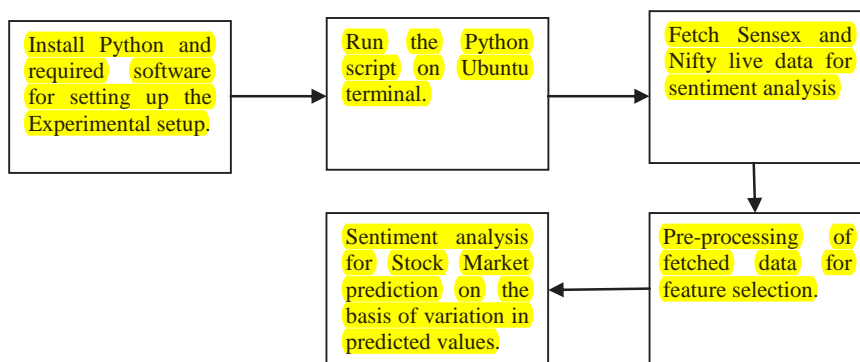 Install Python and
required software
for setting up the
Experimental setup.
Run the Python
script on Ubuntu
terminal.
Fetch Sensex and
Nifty live data for
sentiment analysis
Pre-processing of
fetched data for
feature selection.
Sentiment analysis
for Stock Market
prediction on the
basis of variation in
predicted values.